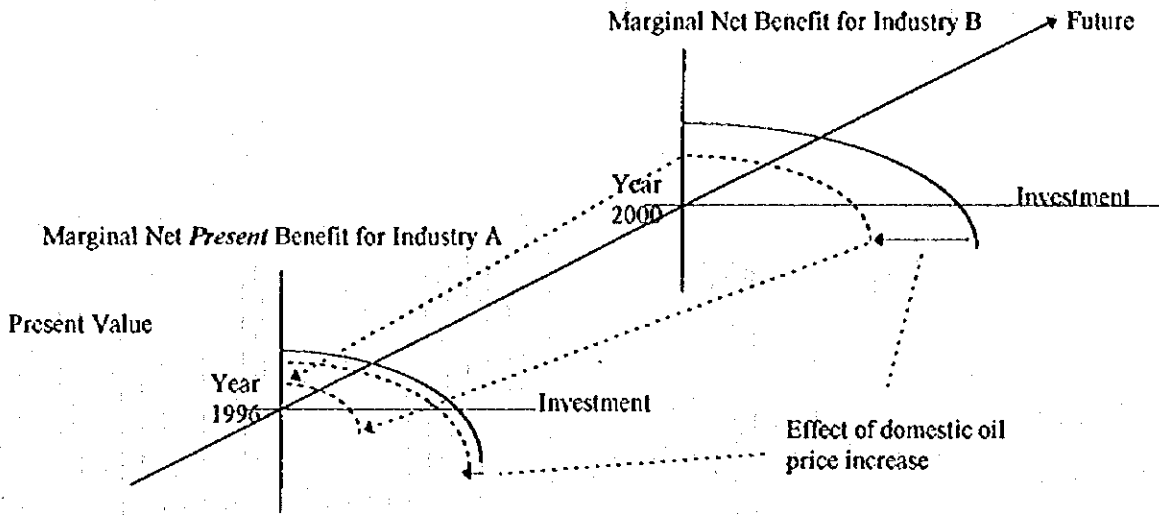 Marginal Net Benefit for Industry B
Future
Year
2000
Investment
Marginal Net Present Benefit for Industry A
Present Value
Year
1996
Investment
Effect of domestic oil
price increase